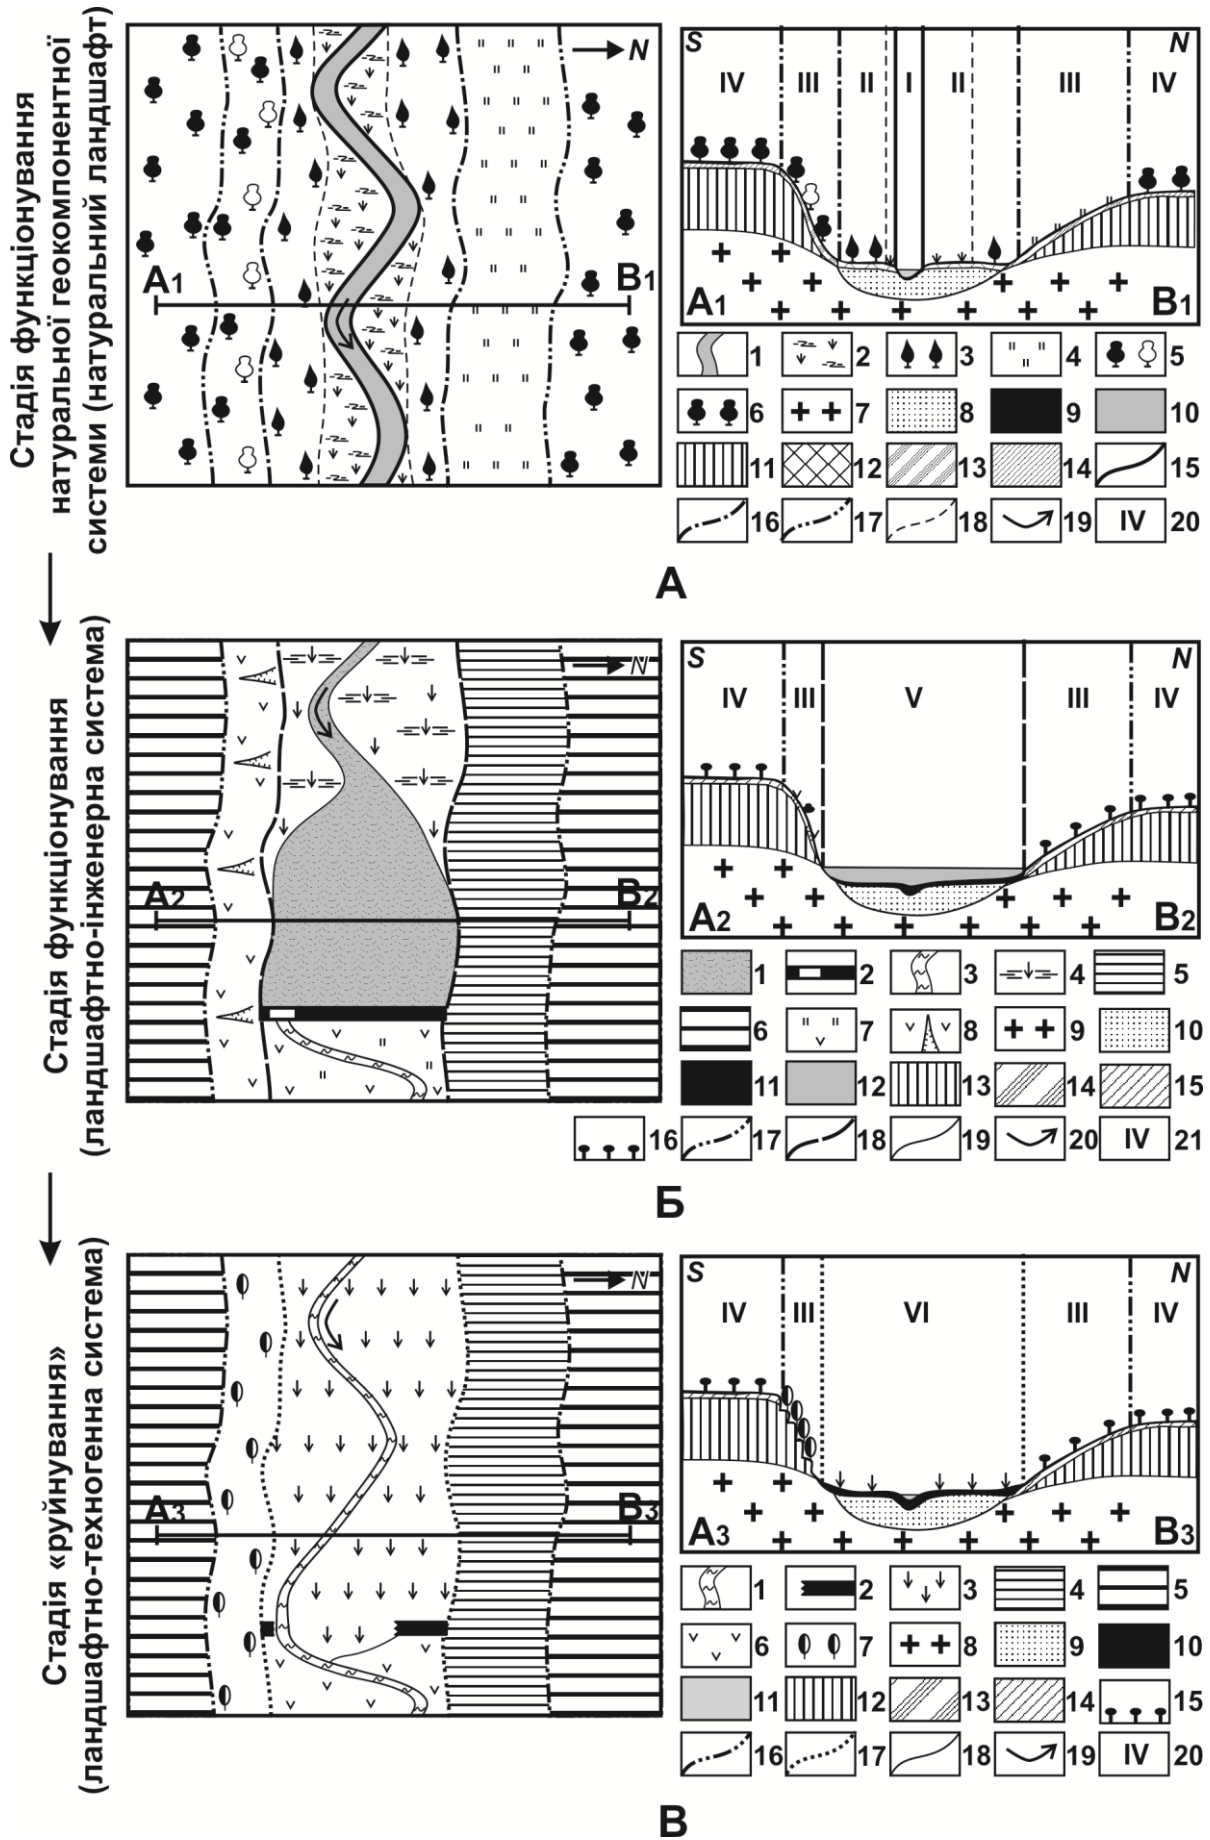 Стадія функціонування
натуральної геокомпонентної
системи (натуральний ландшафт)
N
A1
B1
S
N
IV
III
II
I
II
III
IV
A1
B1
1
2
3
4
5
6
7
8
9
10
11
12
13
14
15
16
17
18
19
IV
20
А
Стадія функціонування
(ландшафтно-інженерна система)
N
A2
B2
S
N
IV
III
V
III
IV
A2
B2
1
2
3
4
5
6
7
8
9
10
11
12
13
14
15
16
17
18
19
20
IV
21
Б
Стадія «руйнування»
(ландшафтно-техногенна система)
N
A3
B3
S
N
IV
III
VI
III
IV
A3
B3
1
2
3
4
5
6
7
8
9
10
11
12
13
14
15
16
17
18
19
IV
20
В